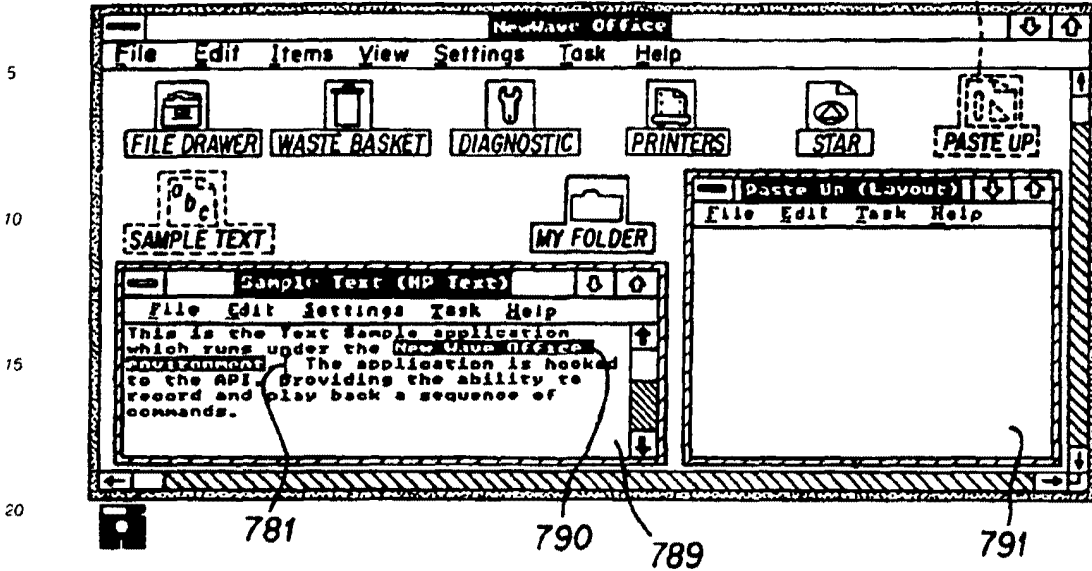 NewWave Office
File Edit Items View Settings Task Help
5
FILE DRAWER WASTE BASKET DIAGNOSTIC PRINTERS STAR PASTE UP
Paste Up (Layout)
10
File Edit Task Help
abc
SAMPLE TEXT MY FOLDER
Sample Text (HP Text)
File Edit Settings Task Help
This is the Text Sample application
which runs under the New Wave Office
15
environment. The application is hooked
to the API. Providing the ability to
record and play back a sequence of
commands.
20
781 790 789 791